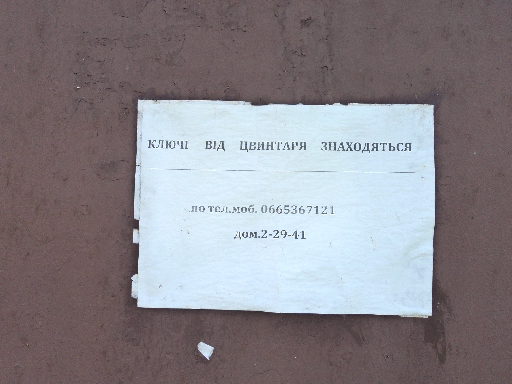 КЛЮЧІ ВІД ЦВИНТАРЯ ЗНАХОДЯТЬСЯ
по тел.моб. 0665367121
дом.2-29-41